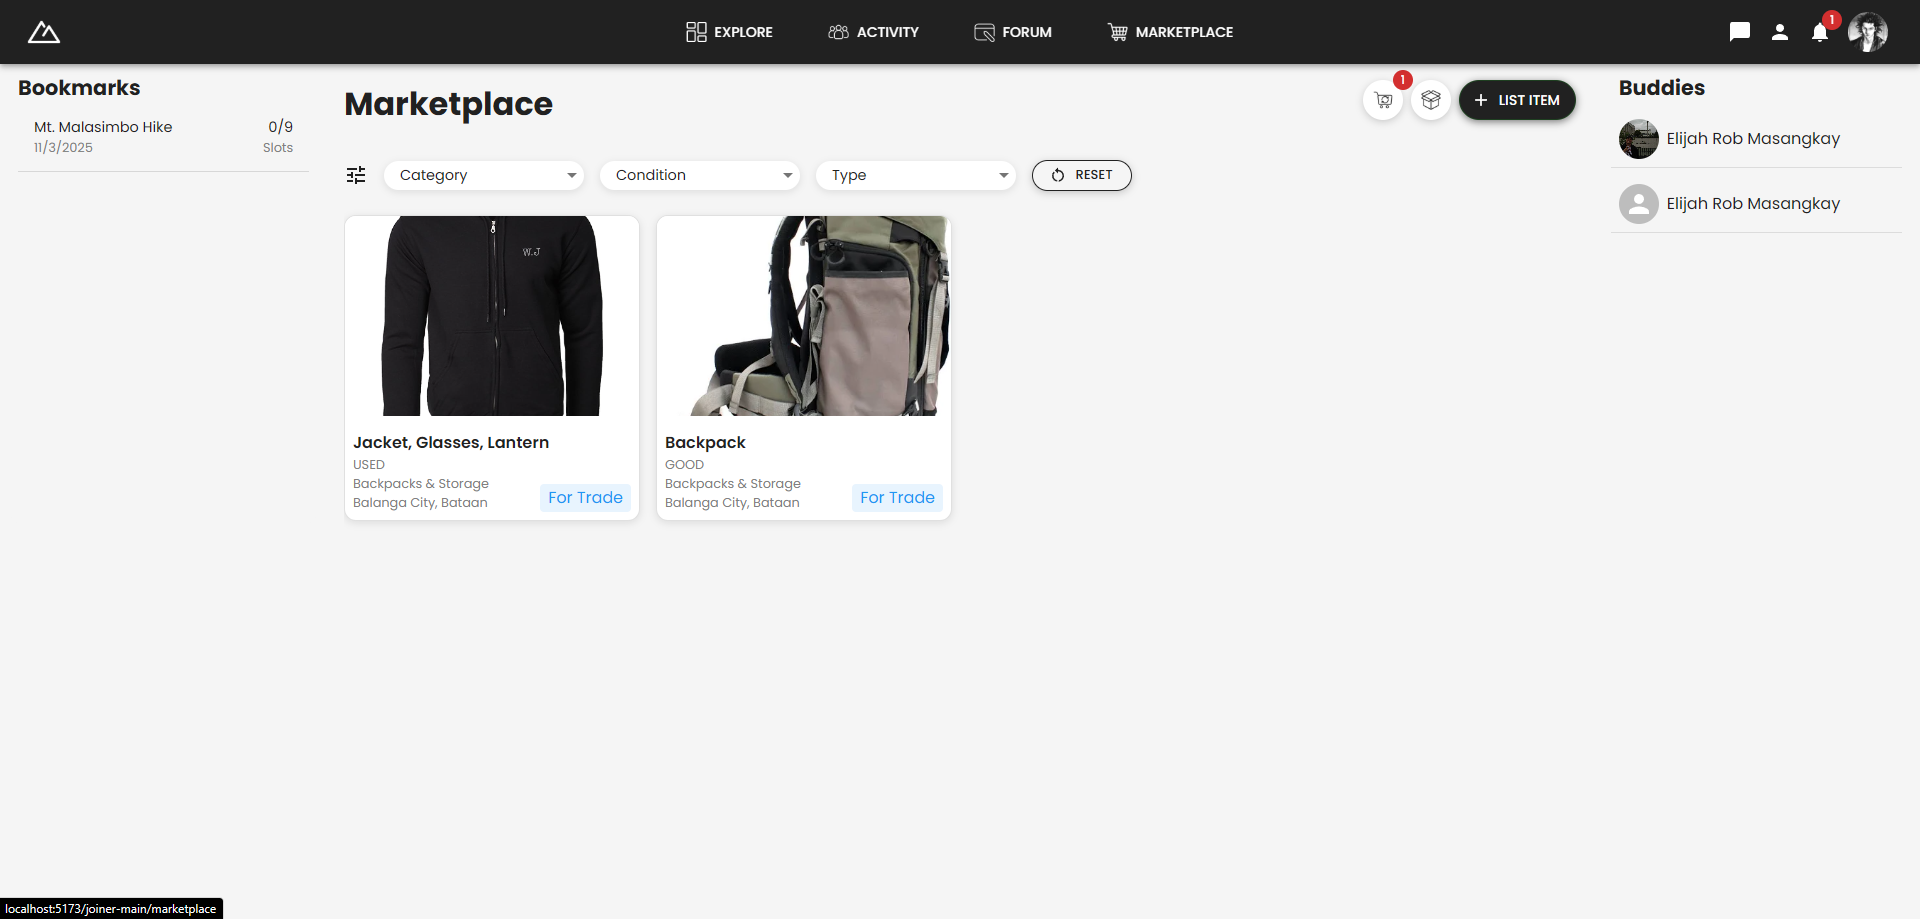 EXPLORE
ACTIVITY
FORUM
MARKETPLACE
1
Bookmarks
Mt. Malasimbo Hike
0/9
11/3/2025
Slots
Marketplace
1
LIST ITEM
Category
Condition
Type
RESET
W.J
Jacket, Glasses, Lantern
USED
Backpacks & Storage
Balanga City, Bataan
For Trade
Backpack
GOOD
Backpacks & Storage
Balanga City, Bataan
For Trade
Buddies
Elijah Rob Masangkay
Elijah Rob Masangkay
localhost:5173/joiner-main/marketplace